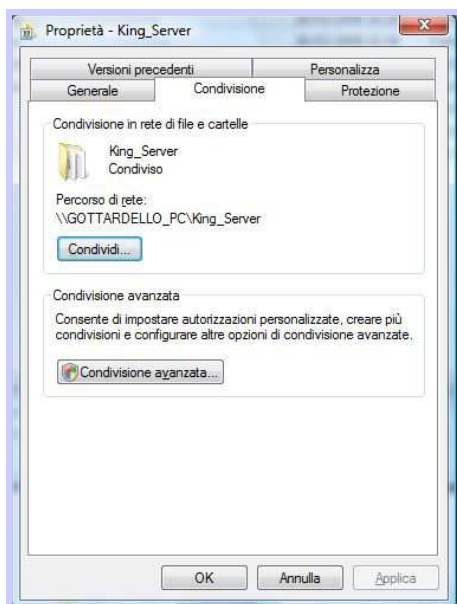 Proprietà - King_Server
Versioni precedenti
Personalizza
Generale
Condivisione
Protezione
Condivisione in rete di file e cartelle
King_Server
Condiviso
Percorso di rete:
\\GOTTARDELLO_PC\King_Server
Condividi...
Condivisione avanzata
Consente di impostare autorizzazioni personalizzate, creare più
condivisioni e configurare altre opzioni di condivisione avanzate.
Condivisione avanzata...
OK
Annulla
Applica